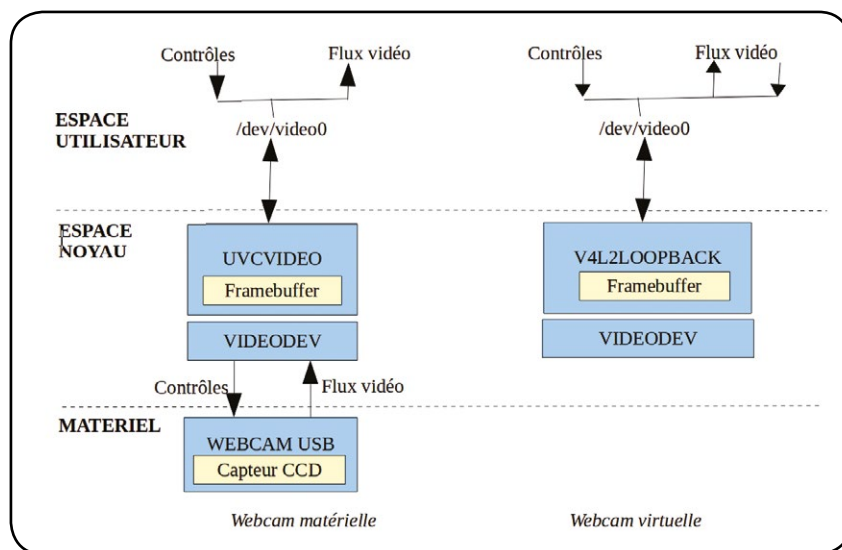 Contrôles Flux vidéo
ESPACE
UTILISATEUR
/dev/video0
ESPACE
NOYAU
UVCVIDEO
Framebuffer
VIDEODEV
Contrôles Flux vidéo
MATERIEL
WEBCAM USB
Capteur CCD
Webcam matérielle
Contrôles Flux vidéo
/dev/video0
V4L2LOOPBACK
Framebuffer
VIDEODEV
Webcam virtuelle